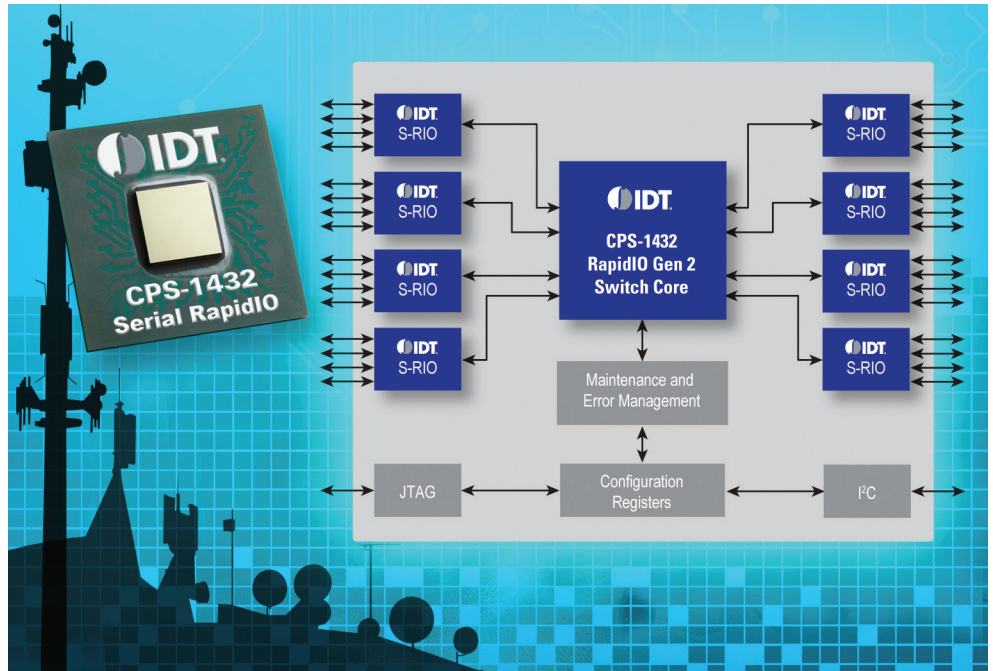 IDT.
CPS-1432
Serial RapidIO
IDT.
S-RIO
IDT.
S-RIO
IDT.
S-RIO
IDT.
S-RIO
IDT.
CPS-1432
RapidIO Gen 2
Switch Core
IDT.
S-RIO
IDT.
S-RIO
IDT.
S-RIO
IDT.
S-RIO
Maintenance and
Error Management
JTAG
Configuration
Registers
I²C